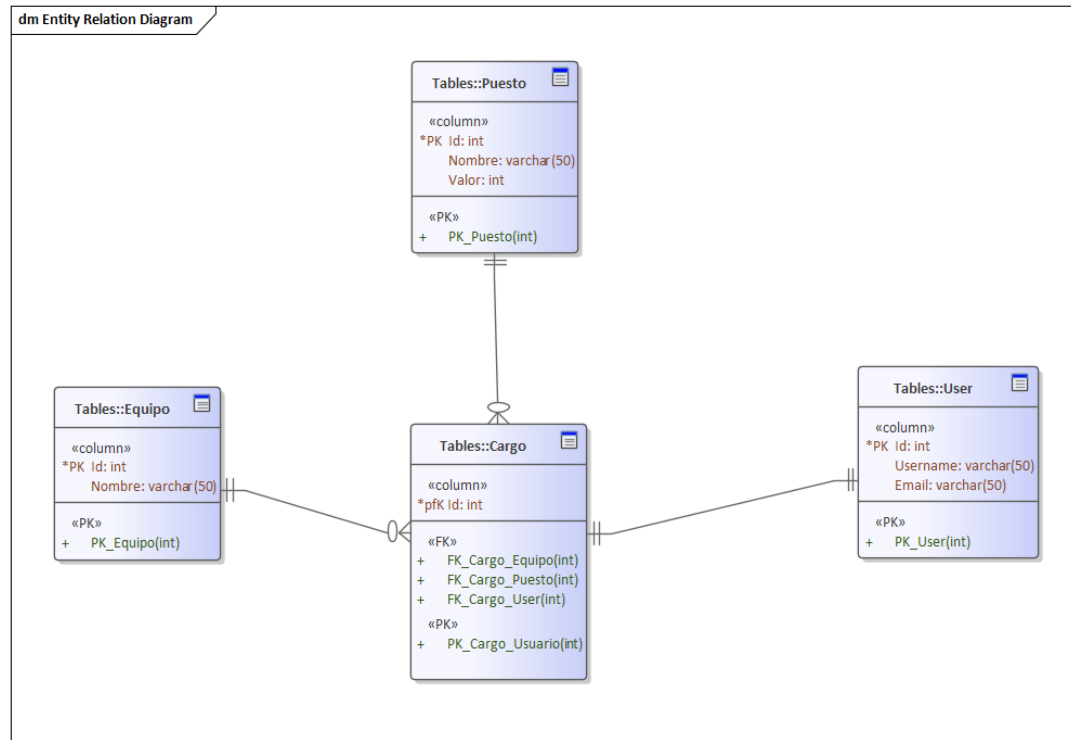 dm Entity Relation Diagram
Tables::Puesto
«column»
*PK Id: int
Nombre: varchar(50)
Valor: int
«PK»
+ PK_Puesto(int)
Tables::Equipo
«column»
*PK Id: int
Nombre: varchar(50)
«PK»
+ PK_Equipo(int)
Tables::Cargo
«column»
*pfK Id: int
«FK»
+ FK_Cargo_Equipo(int)
+ FK_Cargo_Puesto(int)
+ FK_Cargo_User(int)
«PK»
+ PK_Cargo_Usuario(int)
Tables::User
«column»
*PK Id: int
Username: varchar(50)
Email: varchar(50)
«PK»
+ PK_User(int)